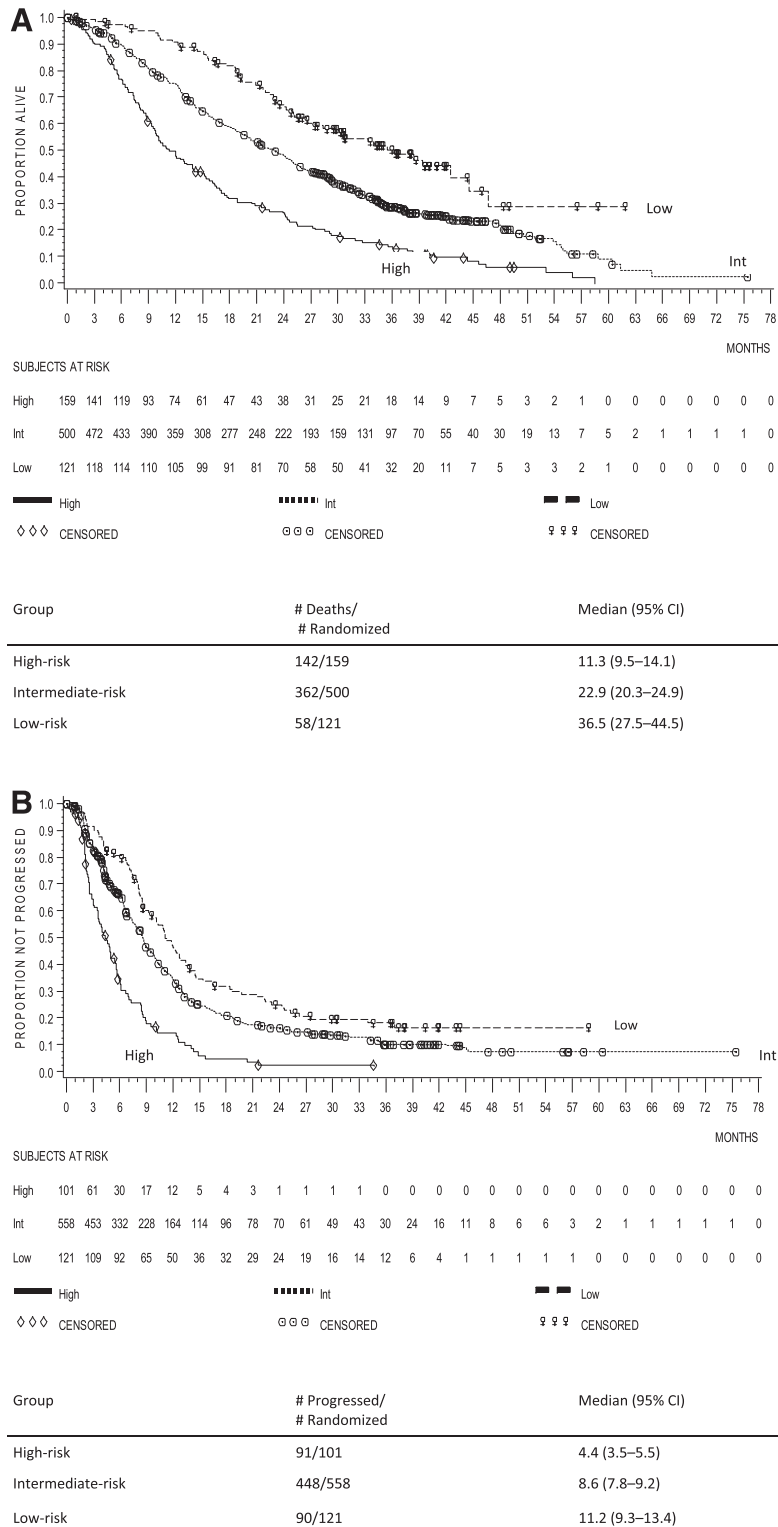 A
PROPORTION ALIVE
1.0
0.9
0.8
0.7
0.6
0.5
0.4
0.3
0.2
0.1
0.0
Low
Int
High
0 3 6 9 12 15 18 21 24 27 30 33 36 39 42 45 48 51 54 57 60 63 66 69 72 75 78
MONTHS
SUBJECTS AT RISK
High 159 141 119 93 74 61 47 43 38 31 25 21 18 14 9 7 5 3 2 1 0 0 0 0 0 0 0
Int 500 472 433 390 359 308 277 248 222 193 159 131 97 70 55 40 30 19 13 7 5 2 1 1 1 1 0
Low 121 118 114 110 105 99 91 81 70 58 50 41 32 20 11 7 5 3 3 2 1 0 0 0 0 0 0
High Int Low
CENSORED CENSORED CENSORED
Group # Deaths/ Median (95% CI)
# Randomized
High-risk 142/159 11.3 (9.5–14.1)
Intermediate-risk 362/500 22.9 (20.3–24.9)
Low-risk 58/121 36.5 (27.5–44.5)
B
PROPORTION NOT PROGRESSED
1.0
0.9
0.8
0.7
0.6
0.5
0.4
0.3
0.2
0.1
0.0
Low
High
Int
0 3 6 9 12 15 18 21 24 27 30 33 36 39 42 45 48 51 54 57 60 63 66 69 72 75 78
MONTHS
SUBJECTS AT RISK
High 101 61 30 17 12 5 4 3 1 1 1 1 0 0 0 0 0 0 0 0 0 0 0 0 0 0 0
Int 558 453 332 228 164 114 96 78 70 61 49 43 30 24 16 11 8 6 6 3 2 1 1 1 1 1 0
Low 121 109 92 65 50 36 32 29 24 19 16 14 12 6 4 1 1 1 1 1 0 0 0 0 0 0 0
High Int Low
CENSORED CENSORED CENSORED
Group # Progressed/ Median (95% CI)
# Randomized
High-risk 91/101 4.4 (3.5–5.5)
Intermediate-risk 448/558 8.6 (7.8–9.2)
Low-risk 90/121 11.2 (9.3–13.4)